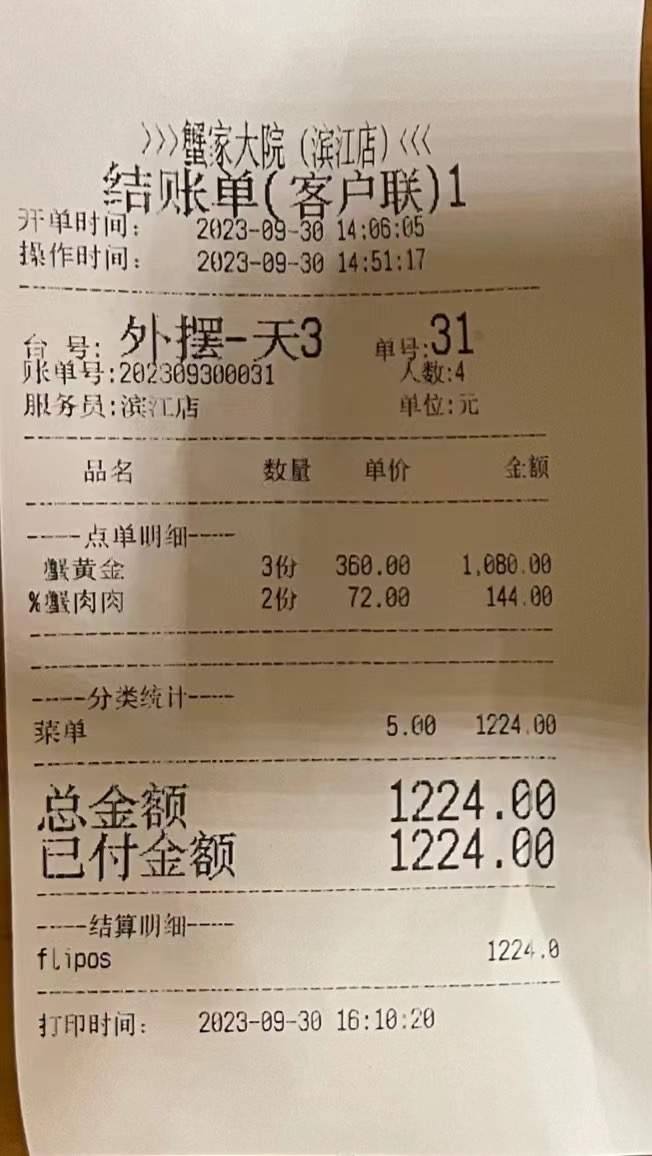 >>>蟹家大院（滨江店）<<<
结账单(客户联)1
开单时间： 2023-09-30 14:06:05
操作时间： 2023-09-30 14:51:17
台 号: 外摆-天3 单号:31
账单号:202309300031 人数:4
服务员:滨江店 单位:元
品名 数量 单价 金额
----点单明细----
蟹黄金 3份 360.00 1,080.00
%蟹肉肉 2份 72.00 144.00
----分类统计----
菜单 5.00 1224.00
总金额 1224.00
已付金额 1224.00
----结算明细----
flipos 1224.0
打印时间： 2023-09-30 16:10:20